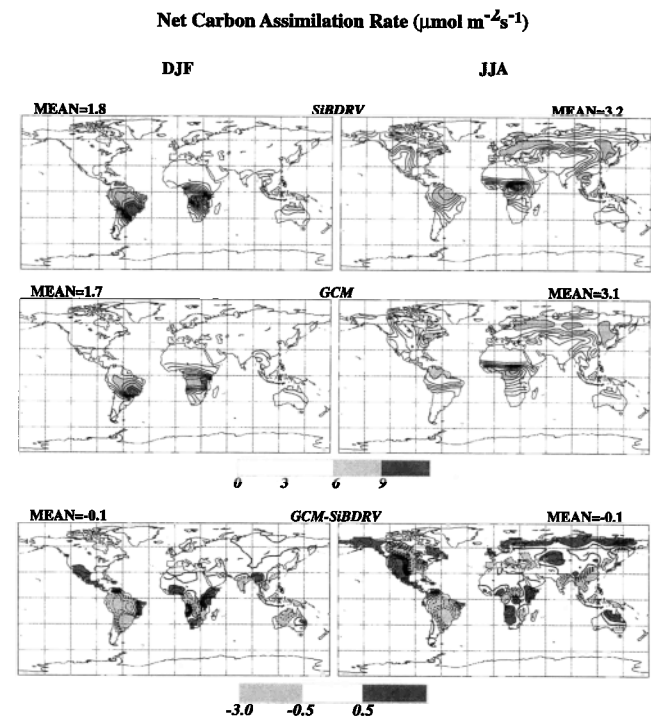 Net Carbon Assimilation Rate (μmol m⁻²s⁻¹)
DJF JJA
MEAN=1.8 SiBDRV MEAN=3.2
MEAN=1.7 GCM MEAN=3.1
0 3 6 9
MEAN=-0.1 GCM-SiBDRV MEAN=-0.1
-3.0 -0.5 0.5